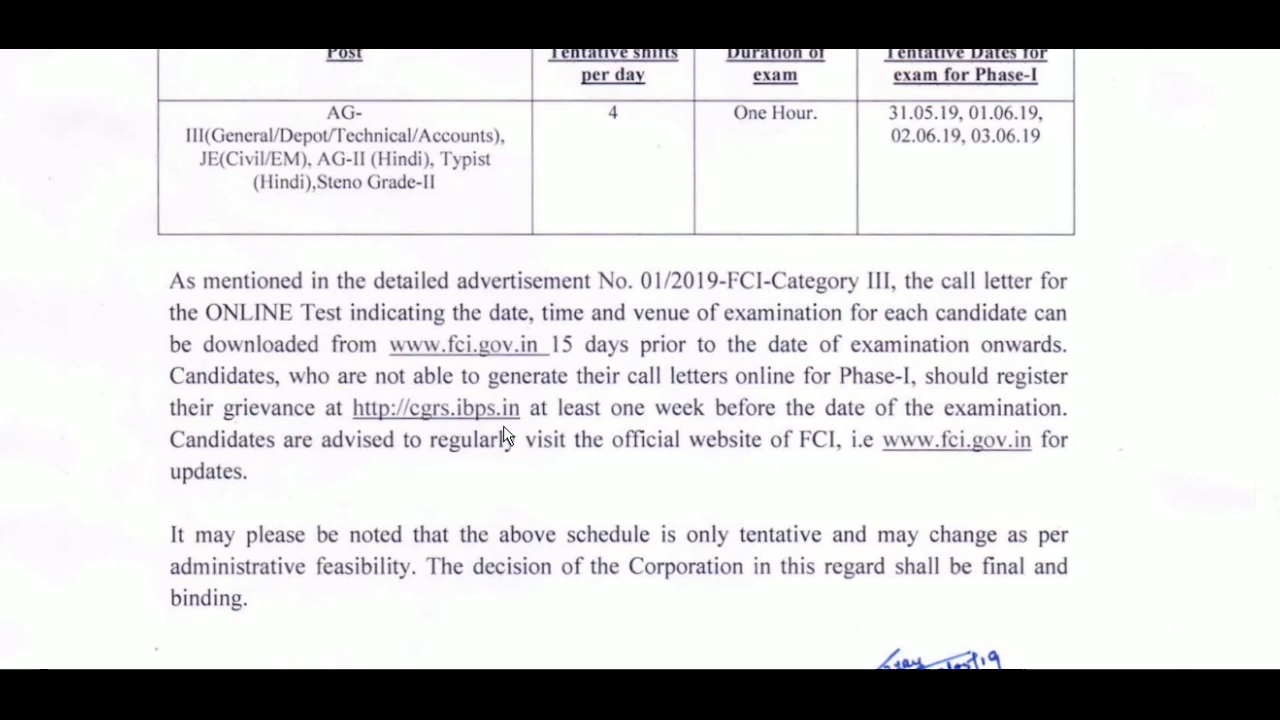 Post
Tentative shifts
per day
Duration of
exam
Tentative Dates for
exam for Phase-I
AG-
III(General/Depot/Technical/Accounts),
JE(Civil/EM), AG-II (Hindi), Typist
(Hindi),Steno Grade-II
4
One Hour.
31.05.19, 01.06.19,
02.06.19, 03.06.19
As mentioned in the detailed advertisement No. 01/2019-FCI-Category III, the call letter for
the ONLINE Test indicating the date, time and venue of examination for each candidate can
be downloaded from www.fci.gov.in 15 days prior to the date of examination onwards.
Candidates, who are not able to generate their call letters online for Phase-I, should register
their grievance at http://cgrs.ibps.in at least one week before the date of the examination.
Candidates are advised to regularly visit the official website of FCI, i.e www.fci.gov.in for
updates.
It may please be noted that the above schedule is only tentative and may change as per
administrative feasibility. The decision of the Corporation in this regard shall be final and
binding.